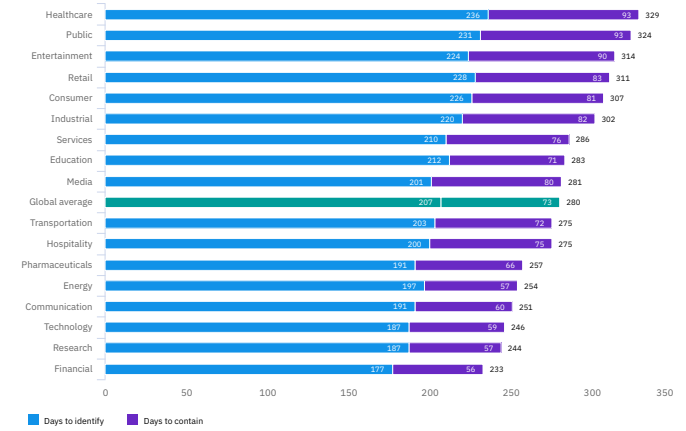 Healthcare 236 93 329
Public 231 93 324
Entertainment 224 90 314
Retail 228 83 311
Consumer 226 81 307
Industrial 220 82 302
Services 210 76 286
Education 212 71 283
Media 201 80 281
Global average 207 73 280
Transportation 203 72 275
Hospitality 200 75 275
Pharmaceuticals 191 66 257
Energy 197 57 254
Communication 191 60 251
Technology 187 59 246
Research 187 57 244
Financial 177 56 233
0 50 100 150 200 250 300 350
Days to identify Days to contain